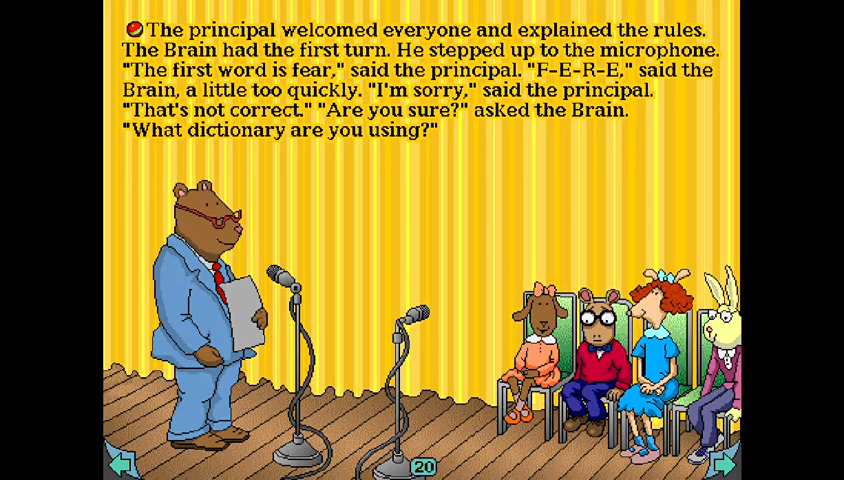 The principal welcomed everyone and explained the rules.
The Brain had the first turn. He stepped up to the microphone.
"The first word is fear," said the principal. "F-E-R-E," said the
Brain, a little too quickly. "I'm sorry," said the principal.
"That's not correct." "Are you sure?" asked the Brain.
"What dictionary are you using?"
20